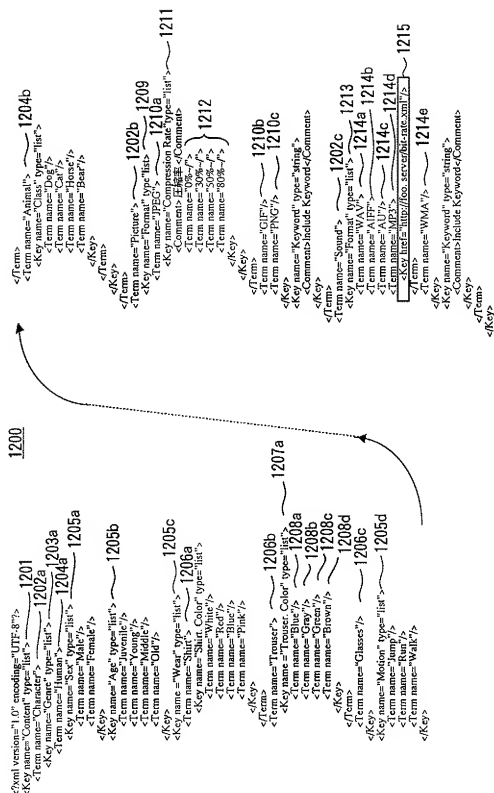 1200
<?xml version="1.0" encoding="UTF-8"?>
<Key name="Content" type="list"> 1201
<Term name="Character"> 1202a
<Key name="Genre" type="list"> 1203a
<Term name="Human"> 1204a
<Key name="Sex" type="list"> 1205a
<Term name="Male"/>
<Term name="Female"/>
</Key>
<Key name="Age" type="list"> 1205b
<Term name="Juvenile"/>
<Term name="Young"/>
<Term name="Middle"/>
<Term name="Old"/>
</Key>
<Key name="Wear" type="list"> 1205c
<Term name="Shirt"> 1206a
<Key name="Shirt. Color" type="list">
<Term name="White"/>
<Term name="Red"/>
<Term name="Blue"/>
<Term name="Pink"/>
</Key>
</Term>
<Term name="Trouser"> 1206b
<Key name="Trouser. Color" type="list"> 1207a
<Term name="Blue"/> 1208a
<Term name="Gray"/> 1208b
<Term name="Green"/> 1208c
<Term name="Brown"/> 1208d
</Key>
</Term>
<Term name="Glasses"/> 1206c
</Key>
<Key name="Motion" type="list"> 1205d
<Term name="Jump"/>
<Term name="Run"/>
<Term name="Walk"/>
</Key>
</Term>
<Term name="Animal"> 1204b
<Key name="Class" type="list">
<Term name="Dog"/>
<Term name="Cat"/>
<Term name="Horse"/>
<Term name="Bear"/>
</Key>
</Term>
</Key>
</Term>
<Term name="Picture"> 1202b
<Key name="Format" type="list> 1209
<Term name="JPEG"> 1210a
<Key name="Compression Rate" type="list"> 1211
<Comment> 圧縮率 </Comment>
<Term name="0%~/">
<Term name="30%~/">
<Term name="50%~/"> 1212
<Term name="80%~/">
</Key>
</Term>
<Term name="GIF"/> 1210b
<Term name="PNG"/> 1210c
</Key>
<Key name="Keyword" type="string">
<Comment>Include Keyword</Comment>
</Key>
</Term>
<Term name="Sound"> 1202c
<Key name="Format" type="list"> 1213
<Term name="WAV"/> 1214a
<Term name="AIFF"/> 1214b
<Term name="AU"/> 1214c
<Term name="MP3"> 1214d
<Key href="http://foo. server/bit-rate.xml"/> 1215
</Term>
<Term name="WMA"/> 1214e
</Key>
<Key name="Keyword" type="string">
<Comment>Include Keyword</Comment>
</Key>
</Term>
</Key>